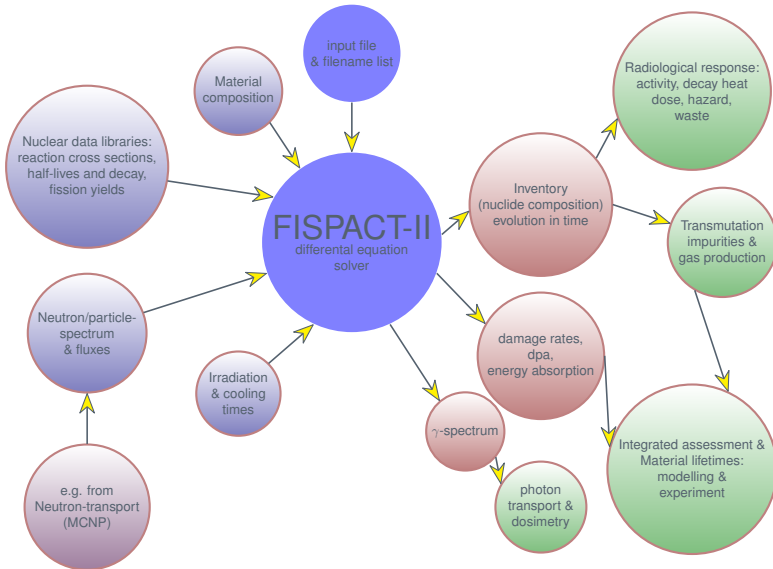 input file
& filename list
Material
composition
Nuclear data libraries:
reaction cross sections,
half-lives and decay,
fission yields
Radiological response:
activity, decay heat
dose, hazard,
waste
FISPACT-II
differental equation
solver
Inventory
(nuclide composition)
evolution in time
Transmutation
impurities &
gas production
Neutron/particle-
spectrum
& fluxes
Irradiation
& cooling
times
damage rates,
dpa,
energy absorption
γ-spectrum
Integrated assessment &
Material lifetimes:
modelling &
experiment
e.g. from
Neutron-transport
(MCNP)
photon
transport &
dosimetry